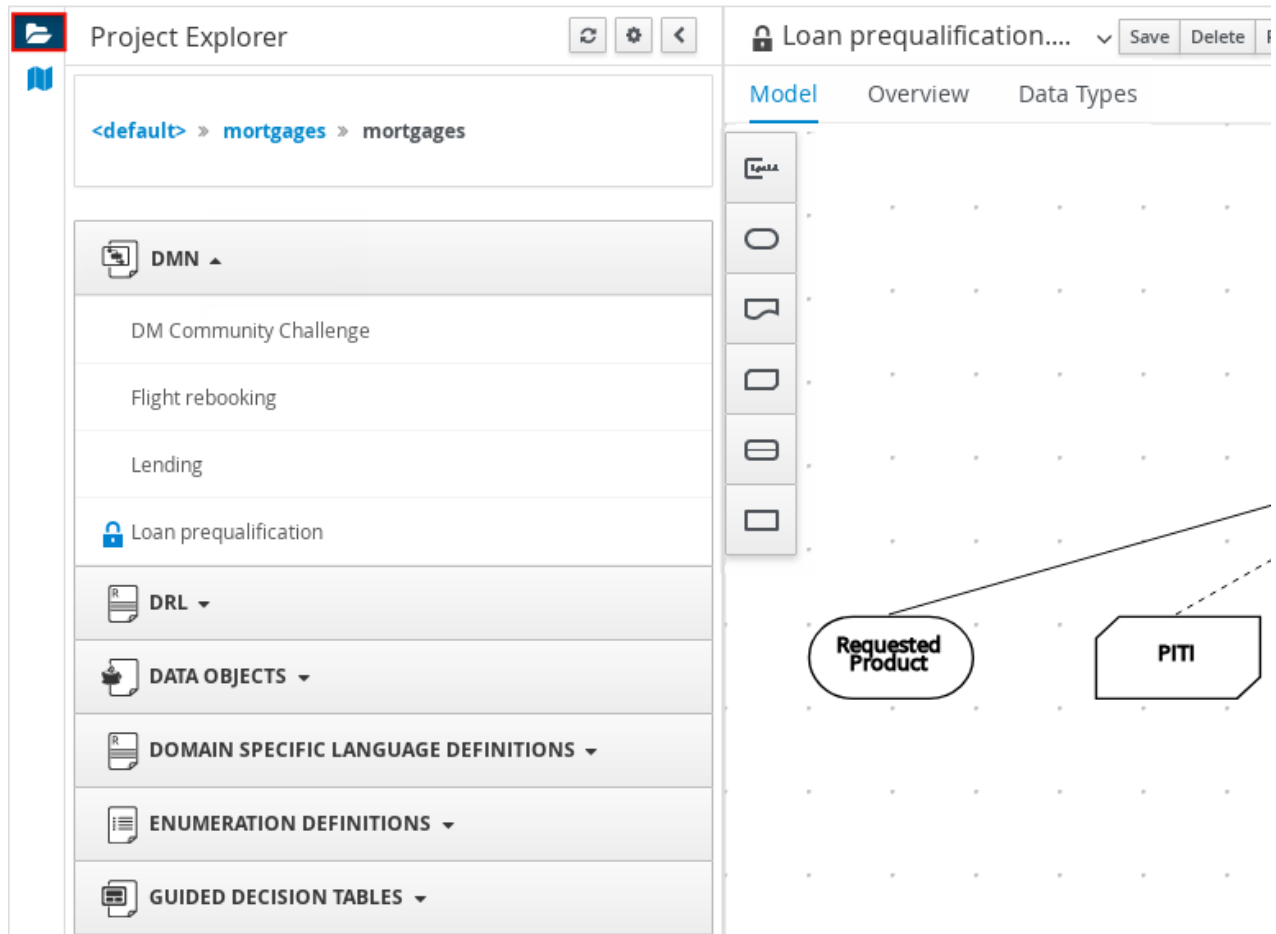 Project Explorer
<default> » mortgages » mortgages
DMN
DM Community Challenge
Flight rebooking
Lending
Loan prequalification
DRL
DATA OBJECTS
DOMAIN SPECIFIC LANGUAGE DEFINITIONS
ENUMERATION DEFINITIONS
GUIDED DECISION TABLES
Loan prequalification.... Save Delete
Model Overview Data Types
Requested
Product
PITI